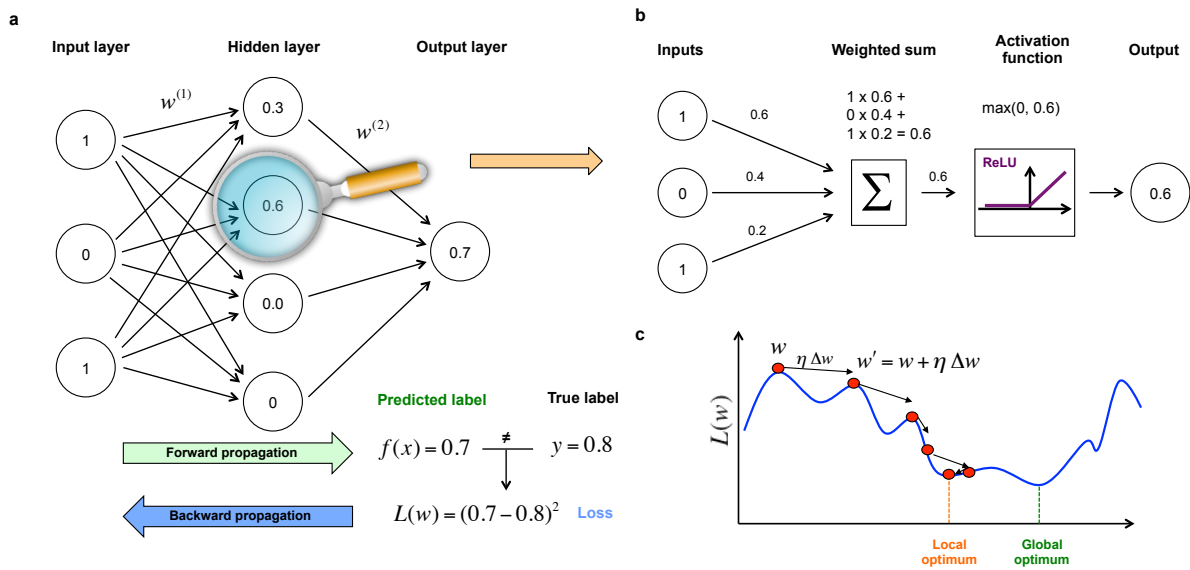 a
Input layer
Hidden layer
Output layer
w(1)
w(2)
1
0
1
0.3
0.6
0.0
0
0.7
Predicted label
True label
Forward propagation
f(x) = 0.7
≠
y = 0.8
Backward propagation
L(w) = (0.7 − 0.8)2
Loss
b
Inputs
Weighted sum
Activation
function
Output
1 x 0.6 +
0 x 0.4 +
1 x 0.2 = 0.6
max(0, 0.6)
1
0
1
0.6
0.4
0.2
Σ
0.6
ReLU
0.6
c
L(w)
w
η Δw
w' = w + η Δw
Local
optimum
Global
optimum